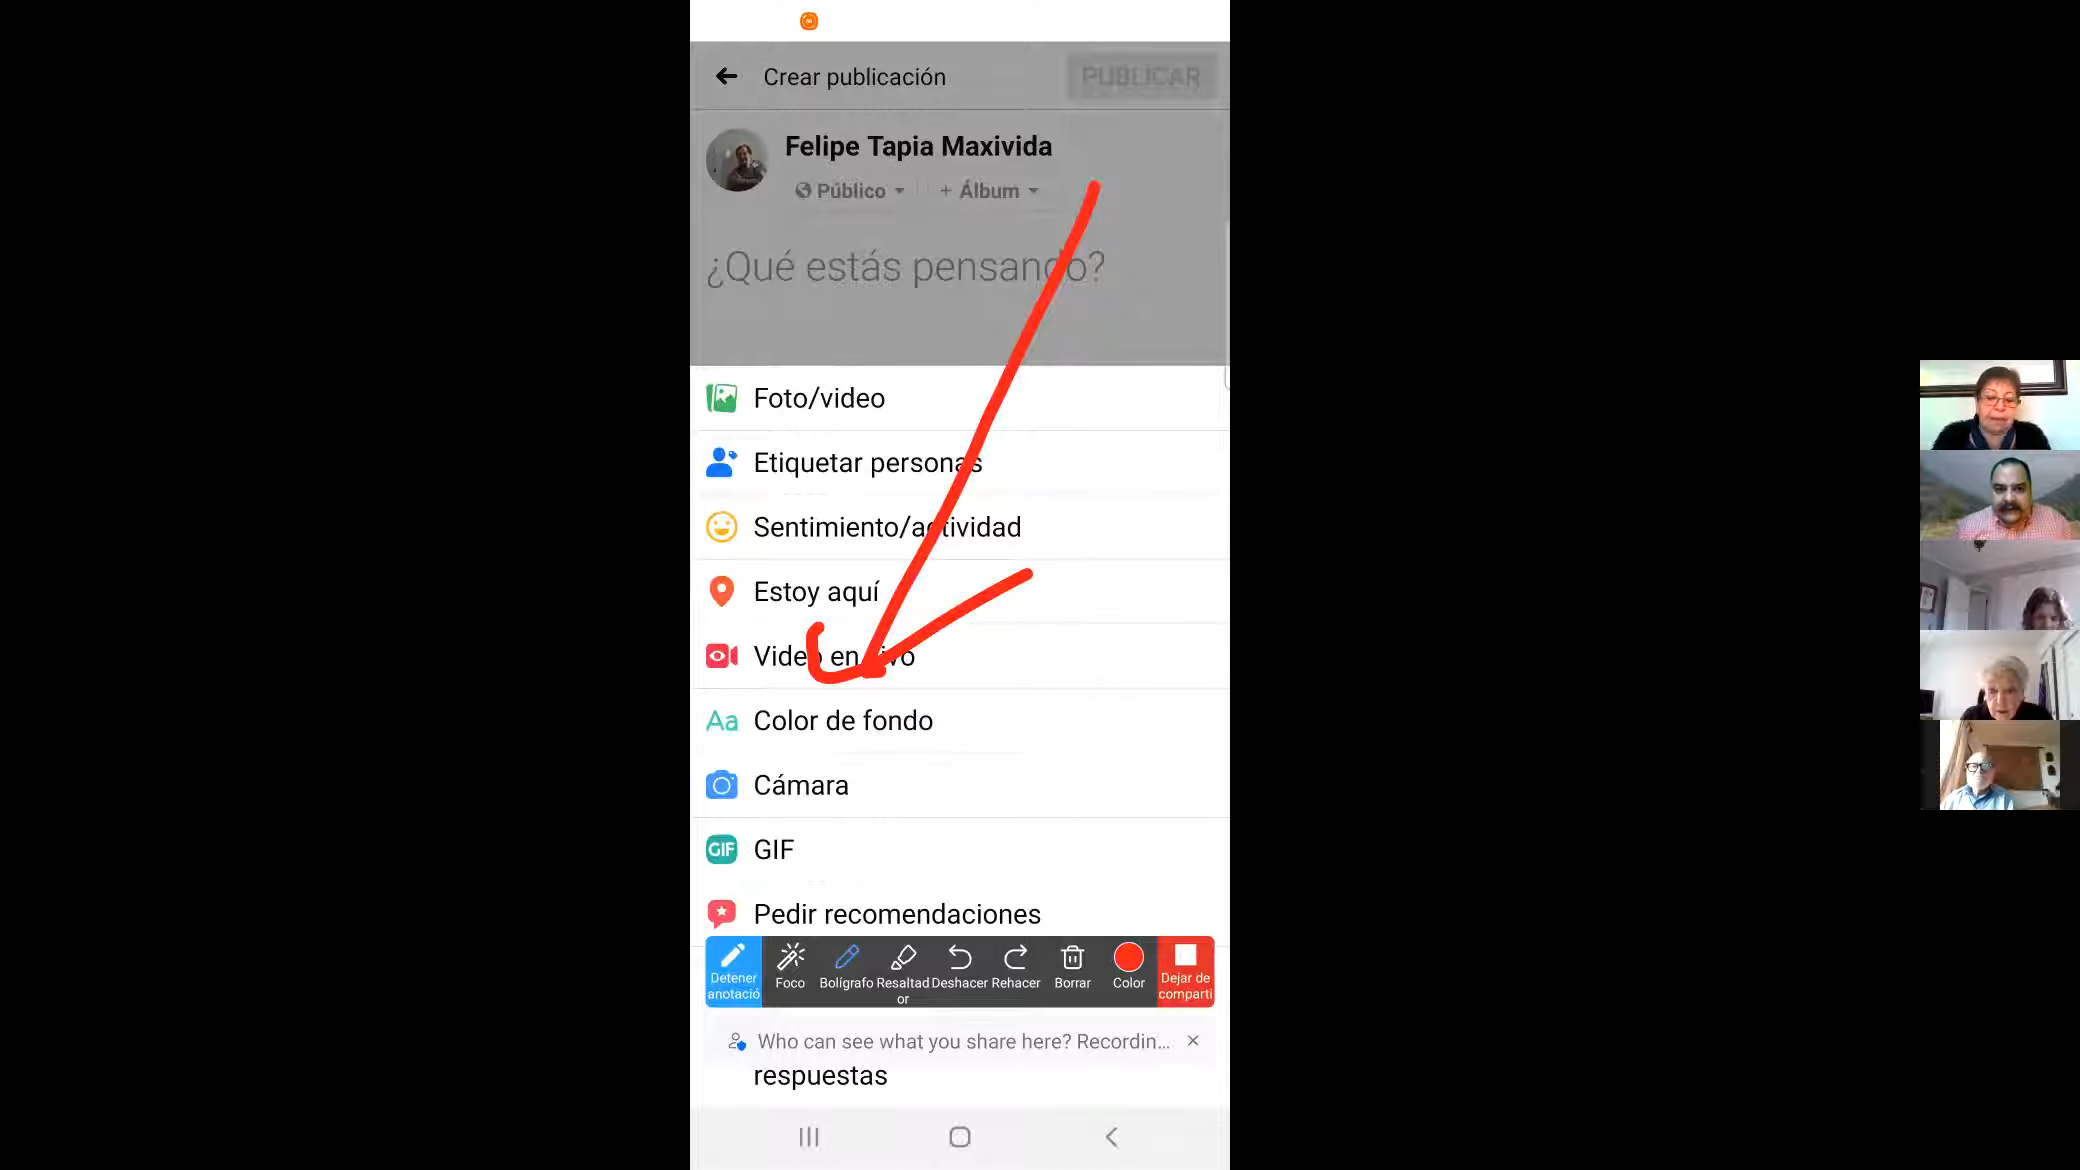 Crear publicación
PUBLICAR
Felipe Tapia Maxivida
Público
+ Álbum
¿Qué estás pensando?
Foto/video
Etiquetar personas
Sentimiento/actividad
Estoy aquí
Video en vivo
Aa Color de fondo
Cámara
GIF GIF
Pedir recomendaciones
Detener anotació
Foco
Bolígrafo
Resaltador
Deshacer
Rehacer
Borrar
Color
Dejar de comparti
Who can see what you share here? Recordin...
respuestas